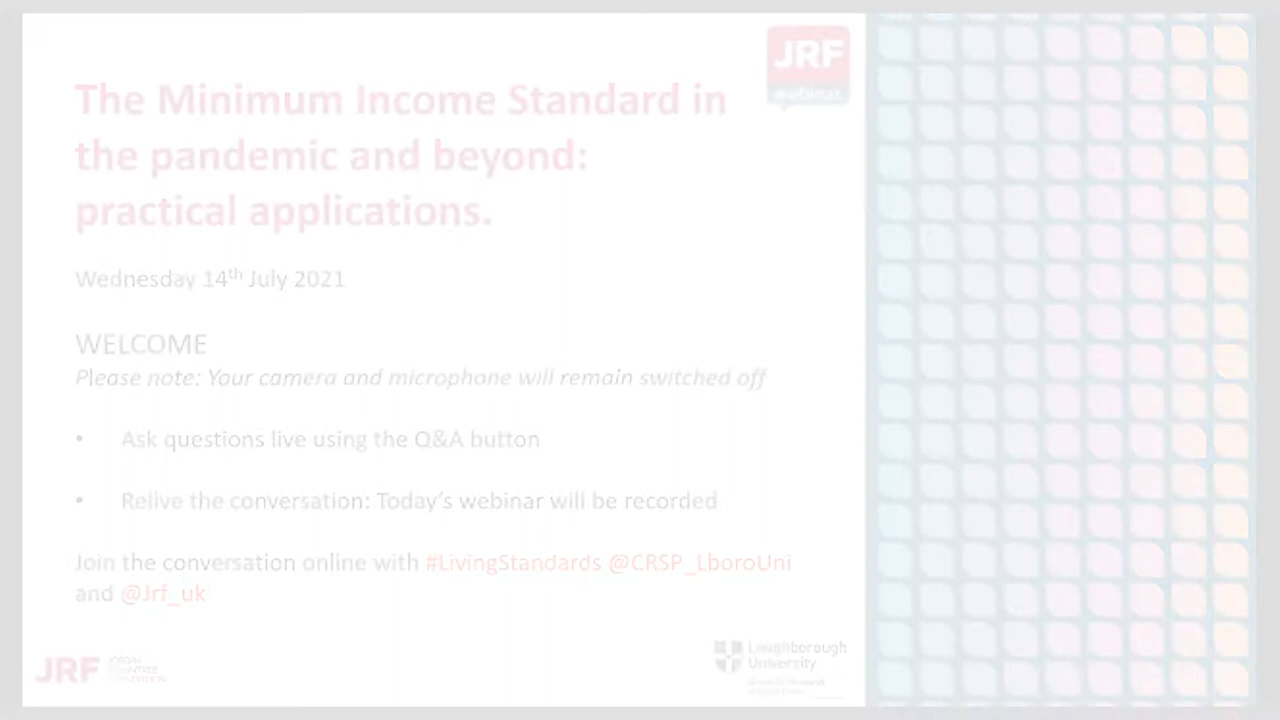 JRF
webinar
The Minimum Income Standard in
the pandemic and beyond:
practical applications.
Wednesday 14th July 2021
WELCOME
Please note: Your camera and microphone will remain switched off
• Ask questions live using the Q&A button
• Relive the conversation: Today's webinar will be recorded
Join the conversation online with #LivingStandards @CRSP_LboroUni
and @Jrf_uk
JRF
Loughborough
University